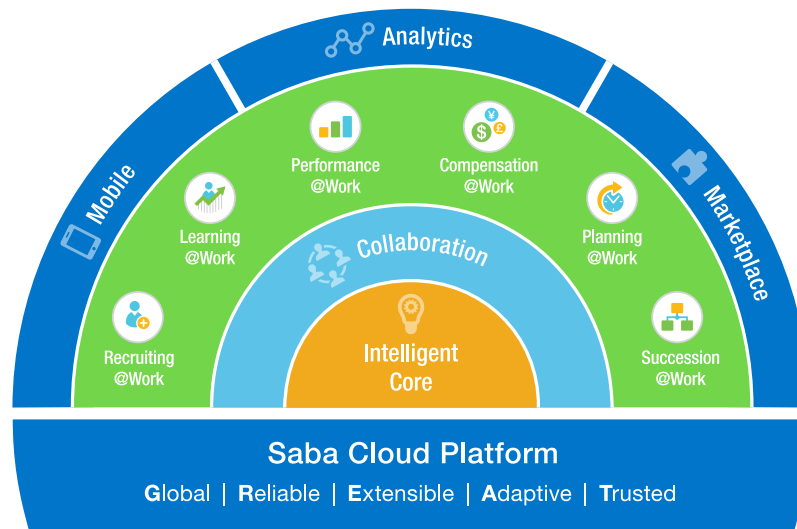 Analytics
Mobile
Marketplace
Performance
@Work
Compensation
@Work
Learning
@Work
Planning
@Work
Recruiting
@Work
Succession
@Work
Collaboration
Intelligent
Core
$
¥
£
Saba Cloud Platform
Global | Reliable | Extensible | Adaptive | Trusted